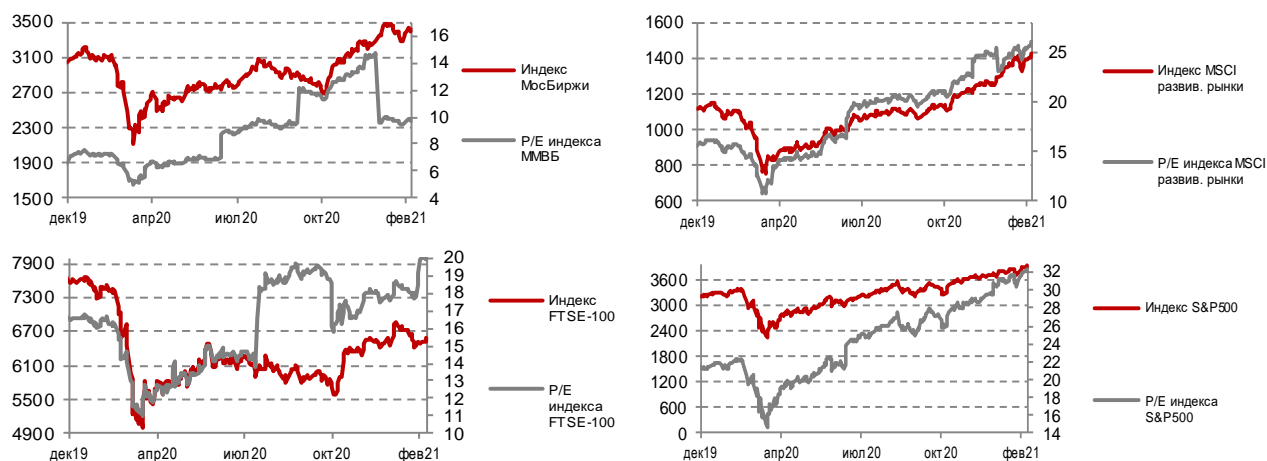 3500
3100
2700
2300
1900
1500
16
14
12
10
8
6
4
дек19
апр20
июл20
окт20
фев21
Индекс
МосБиржи
P/E индекса
ММВБ
1600
1400
1200
1000
800
600
25
20
15
10
дек19
апр20
июл20
окт20
фев21
Индекс MSCI
развив. рынки
P/E индекса MSCI
развив. рынки
7900
7300
6700
6100
5500
4900
20
19
18
17
16
15
14
13
12
11
10
дек19
апр20
июл20
окт20
фев21
Индекс
FTSE-100
P/E
индекса
FTSE-100
3600
3000
2400
1800
1200
600
0
32
30
28
26
24
22
20
18
16
14
дек19
апр20
июл20
окт20
фев21
Индекс S&P500
P/E индекса
S&P500